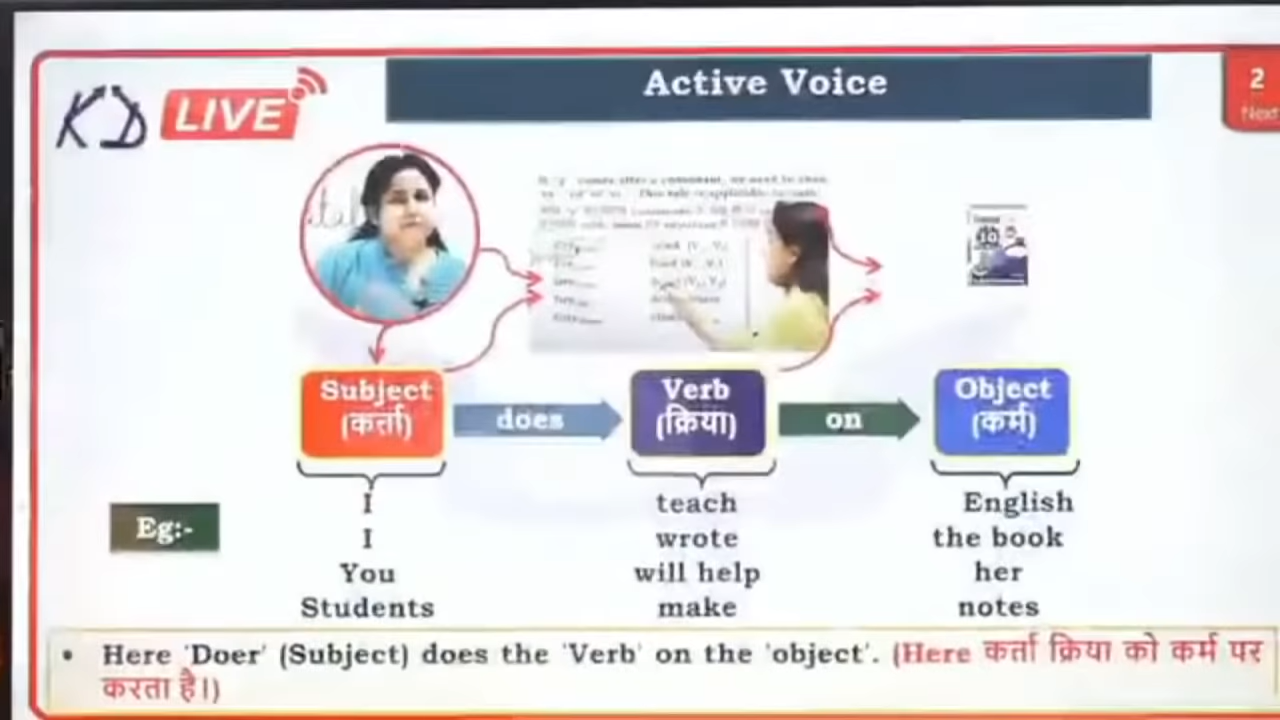 Active Voice
KD LIVE
2
Next
Subject
(कर्ता)
does
Verb
(क्रिया)
on
Object
(कर्म)
Eg:-
I teach English
I wrote the book
You will help her
Students make notes
• Here 'Doer' (Subject) does the 'Verb' on the 'object'. (Here कर्ता क्रिया को कर्म पर
करता है।)